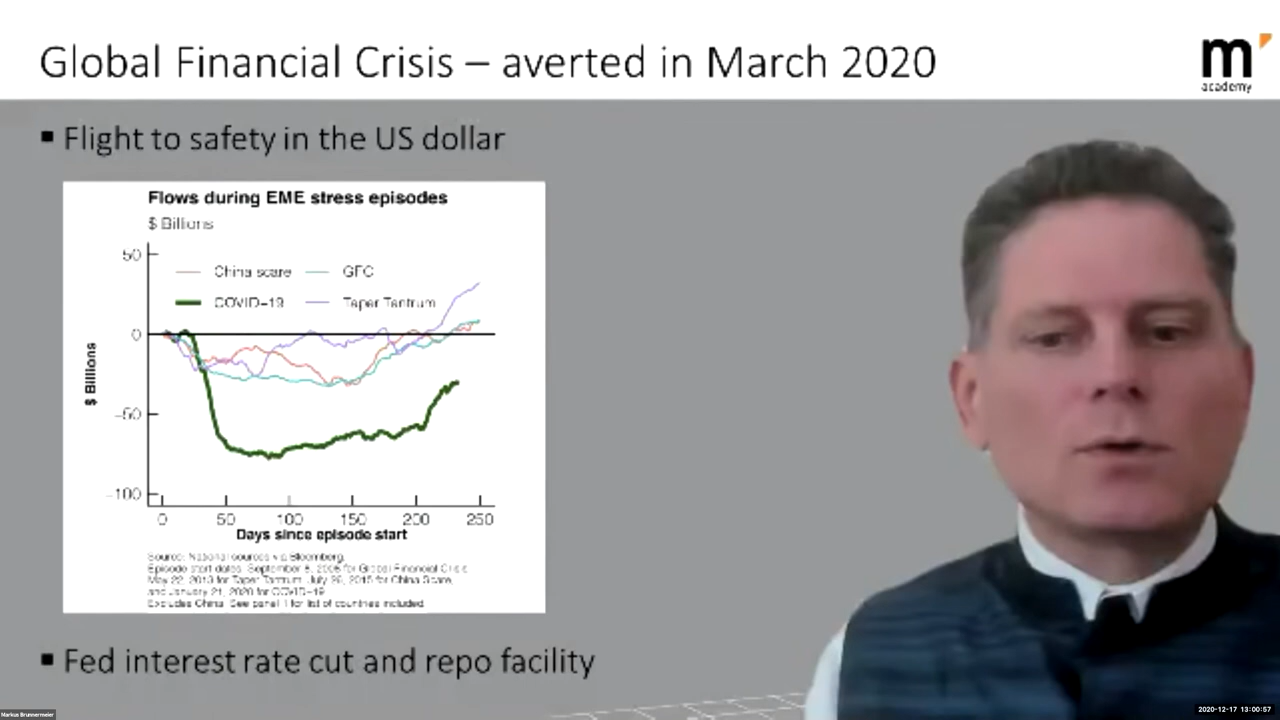 Global Financial Crisis – averted in March 2020
m'
academy
▪ Flight to safety in the US dollar
Flows during EME stress episodes
$ Billions
China scare
GFC
COVID-19
Taper Tantrum
50
0
-50
-100
$ Billions
0 50 100 150 200 250
Days since episode start
Source: National sources via Bloomberg.
Episode start dates: September 8, 2008 for Global Financial Crisis
May 22, 2013 for Taper Tantrum, July 26, 2015 for China Scare,
and January 21, 2020 for COVID-19
Excludes China. See panel 1 for list of countries included
▪ Fed interest rate cut and repo facility
Markus Brunnermeier
2020-12-17 13:00:57